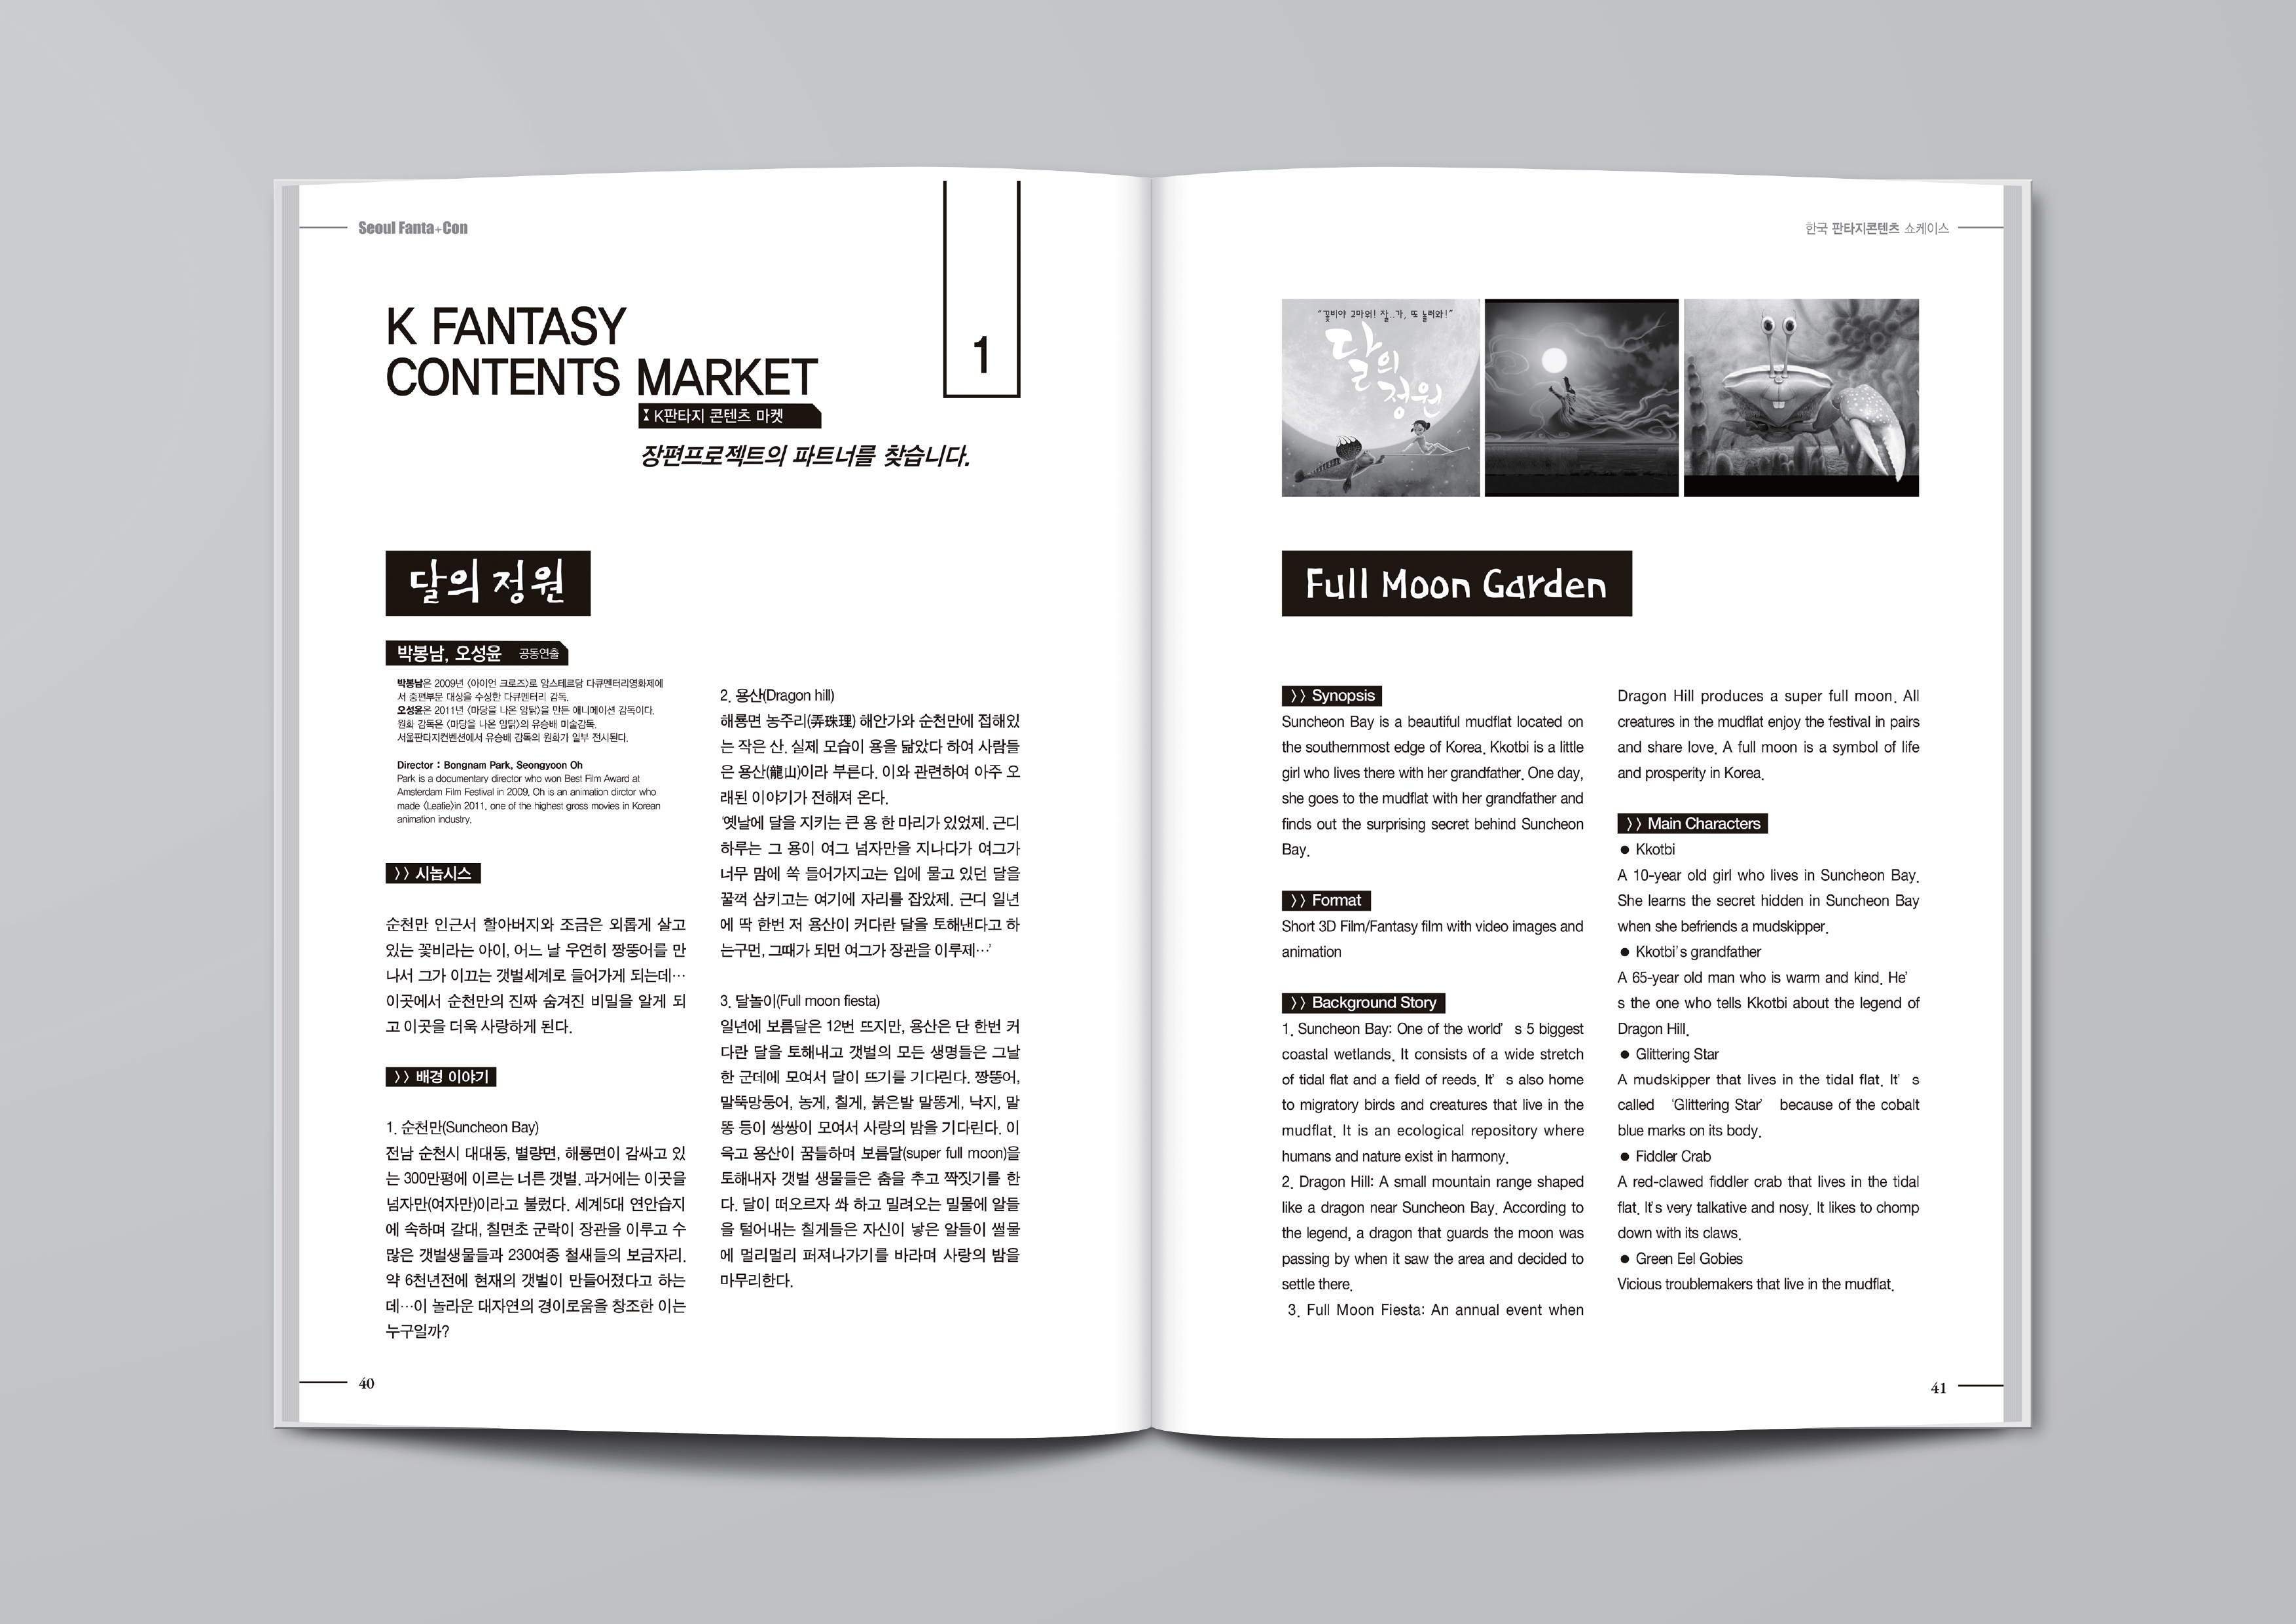 Seoul Fanta+Con
K FANTASY
CONTENTS MARKET
K판타지 콘텐츠 마켓
장편프로젝트의 파트너를 찾습니다.
1
달의 정원
박봉남, 오성윤 공동연출
박봉남은 2009년 〈아이언 크로즈〉로 암스테르담 다큐멘터리영화제에
서 중편부문 대상을 수상한 다큐멘터리 감독.
오성윤은 2011년 〈마당을 나온 암탉〉을 만든 애니메이션 감독이다.
원화 감독은 〈마당을 나온 암탉〉의 유승배 미술감독.
서울판타지컨벤션에서 유승배 감독의 원화가 일부 전시된다.
Director : Bongnam Park, Seongyoon Oh
Park is a documentary director who won Best Film Award at
Amsterdam Film Festival in 2009. Oh is an animation dirctor who
made 〈Leafie〉in 2011, one of the highest gross movies in Korean
animation industry.
〉〉 시놉시스
순천만 인근서 할아버지와 조금은 외롭게 살고
있는 꽃비라는 아이, 어느 날 우연히 짱뚱어를 만
나서 그가 이끄는 갯벌세계로 들어가게 되는데…
이곳에서 순천만의 진짜 숨겨진 비밀을 알게 되
고 이곳을 더욱 사랑하게 된다.
〉〉 배경 이야기
1. 순천만(Suncheon Bay)
전남 순천시 대대동, 별량면, 해룡면이 감싸고 있
는 300만평에 이르는 너른 갯벌. 과거에는 이곳을
넘자만(여자만)이라고 불렀다. 세계5대 연안습지
에 속하며 갈대, 칠면초 군락이 장관을 이루고 수
많은 갯벌생물들과 230여종 철새들의 보금자리.
약 6천년전에 현재의 갯벌이 만들어졌다고 하는
데…이 놀라운 대자연의 경이로움을 창조한 이는
누구일까?
2. 용산(Dragon hill)
해룡면 농주리(弄珠理) 해안가와 순천만에 접해있
는 작은 산. 실제 모습이 용을 닮았다 하여 사람들
은 용산(龍山)이라 부른다. 이와 관련하여 아주 오
래된 이야기가 전해져 온다.
'옛날에 달을 지키는 큰 용 한 마리가 있었제. 근디
하루는 그 용이 여그 넘자만을 지나다가 여그가
너무 맘에 쏙 들어가지고는 입에 물고 있던 달을
꿀꺽 삼키고는 여기에 자리를 잡았제. 근디 일년
에 딱 한번 저 용산이 커다란 달을 토해낸다고 하
는구먼, 그때가 되먼 여그가 장관을 이루제…'
3. 달놀이(Full moon fiesta)
일년에 보름달은 12번 뜨지만, 용산은 단 한번 커
다란 달을 토해내고 갯벌의 모든 생명들은 그날
한 군데에 모여서 달이 뜨기를 기다린다. 짱뚱어,
말뚝망둥어, 농게, 칠게, 붉은발 말똥게, 낙지, 말
똥 등이 쌍쌍이 모여서 사랑의 밤을 기다린다. 이
윽고 용산이 꿈틀하며 보름달(super full moon)을
토해내자 갯벌 생물들은 춤을 추고 짝짓기를 한
다. 달이 떠오르자 쏴 하고 밀려오는 밀물에 알들
을 털어내는 칠게들은 자신이 낳은 알들이 썰물
에 멀리멀리 퍼져나가기를 바라며 사랑의 밤을
마무리한다.
40
한국 판타지콘텐츠 쇼케이스
"꽃비야 고마워! 잘..가, 또 놀러와!"
달의
정원
Full Moon Garden
〉〉 Synopsis
Suncheon Bay is a beautiful mudflat located on
the southernmost edge of Korea. Kkotbi is a little
girl who lives there with her grandfather. One day,
she goes to the mudflat with her grandfather and
finds out the surprising secret behind Suncheon
Bay.
〉〉 Format
Short 3D Film/Fantasy film with video images and
animation
〉〉 Background Story
1. Suncheon Bay: One of the world' s 5 biggest
coastal wetlands. It consists of a wide stretch
of tidal flat and a field of reeds. It' s also home
to migratory birds and creatures that live in the
mudflat. It is an ecological repository where
humans and nature exist in harmony.
2. Dragon Hill: A small mountain range shaped
like a dragon near Suncheon Bay. According to
the legend, a dragon that guards the moon was
passing by when it saw the area and decided to
settle there.
3. Full Moon Fiesta: An annual event when
Dragon Hill produces a super full moon. All
creatures in the mudflat enjoy the festival in pairs
and share love. A full moon is a symbol of life
and prosperity in Korea.
〉〉 Main Characters
● Kkotbi
A 10-year old girl who lives in Suncheon Bay.
She learns the secret hidden in Suncheon Bay
when she befriends a mudskipper.
● Kkotbi's grandfather
A 65-year old man who is warm and kind. He'
s the one who tells Kkotbi about the legend of
Dragon Hill.
● Glittering Star
A mudskipper that lives in the tidal flat. It' s
called 'Glittering Star' because of the cobalt
blue marks on its body.
● Fiddler Crab
A red-clawed fiddler crab that lives in the tidal
flat. It's very talkative and nosy. It likes to chomp
down with its claws.
● Green Eel Gobies
Vicious troublemakers that live in the mudflat.
41